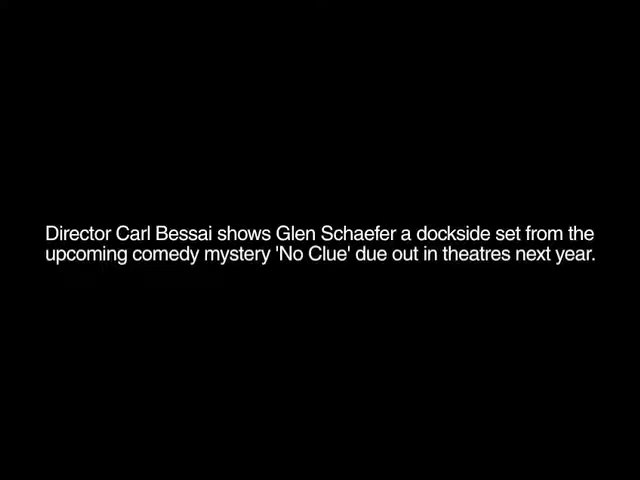 Director Carl Bessai shows Glen Schaefer a dockside set from the
upcoming comedy mystery 'No Clue' due out in theatres next year.